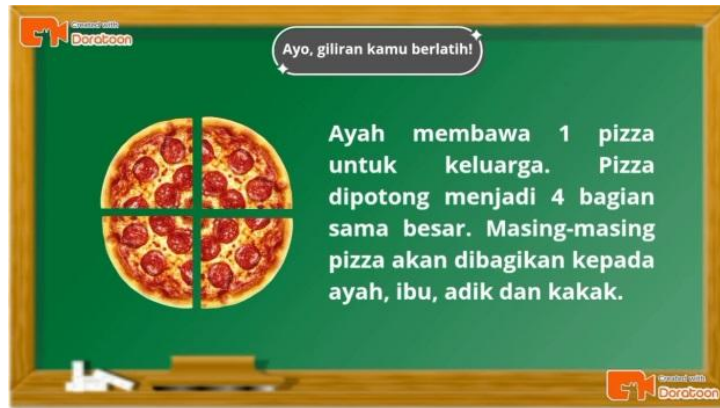 Created with
Doratoon
Ayo, giliran kamu berlatih!
Ayah membawa 1 pizza
untuk keluarga. Pizza
dipotong menjadi 4 bagian
sama besar. Masing-masing
pizza akan dibagikan kepada
ayah, ibu, adik dan kakak.
Created with
Doratoon